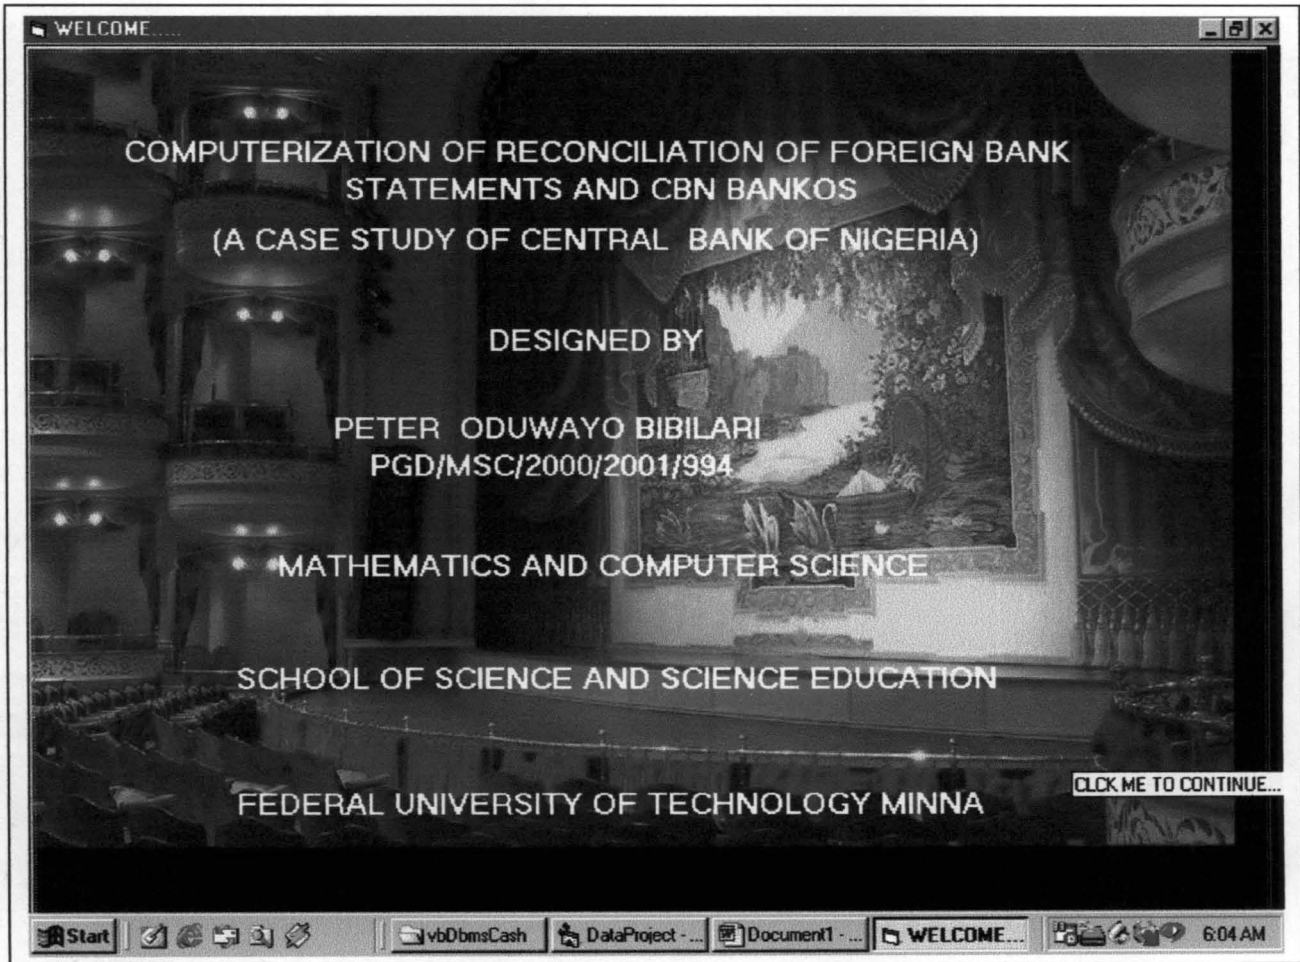 WELCOME.....
COMPUTERIZATION OF RECONCILIATION OF FOREIGN BANK
STATEMENTS AND CBN BANKOS
(A CASE STUDY OF CENTRAL BANK OF NIGERIA)
DESIGNED BY
PETER ODUWAYO BIBILARI
PGD/MSC/2000/2001/994
MATHEMATICS AND COMPUTER SCIENCE
SCHOOL OF SCIENCE AND SCIENCE EDUCATION
CLCK ME TO CONTINUE...
FEDERAL UNIVERSITY OF TECHNOLOGY MINNA
Start vbDbmsCash DataProject - ... Document1 - ... WELCOME... 6:04 AM